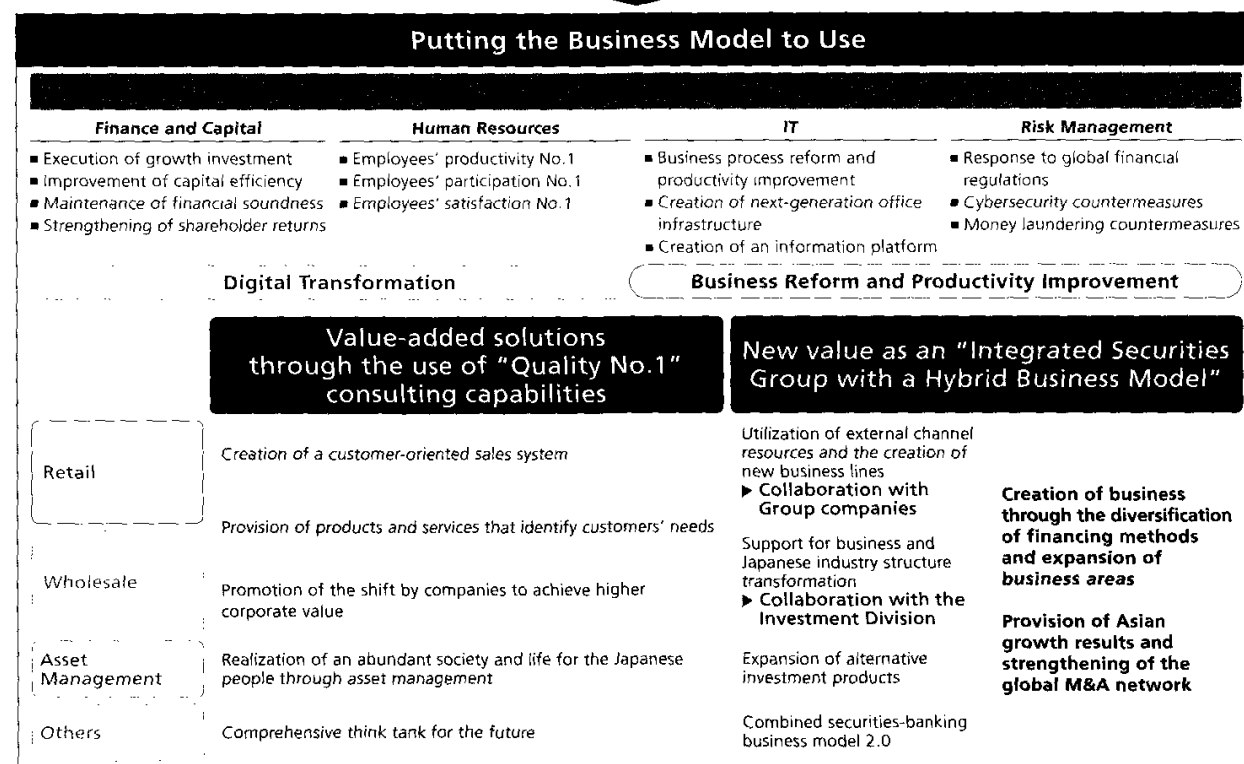 Putting the Business Model to Use
Finance and Capital
▪ Execution of growth investment
▪ Improvement of capital efficiency
▪ Maintenance of financial soundness
▪ Strengthening of shareholder returns
Human Resources
▪ Employees' productivity No.1
▪ Employees' participation No.1
▪ Employees' satisfaction No.1
IT
▪ Business process reform and
productivity improvement
▪ Creation of next-generation office
infrastructure
▪ Creation of an information platform
Risk Management
▪ Response to global financial
regulations
▪ Cybersecurity countermeasures
▪ Money laundering countermeasures
Digital Transformation
Business Reform and Productivity Improvement
Value-added solutions
through the use of "Quality No.1"
consulting capabilities
New value as an "Integrated Securities
Group with a Hybrid Business Model"
Retail
Creation of a customer-oriented sales system
Provision of products and services that identify customers' needs
Utilization of external channel
resources and the creation of
new business lines
▶ Collaboration with
Group companies
Wholesale
Promotion of the shift by companies to achieve higher
corporate value
Support for business and
Japanese industry structure
transformation
▶ Collaboration with the
Investment Division
Asset
Management
Realization of an abundant society and life for the Japanese
people through asset management
Expansion of alternative
investment products
Others
Comprehensive think tank for the future
Combined securities-banking
business model 2.0
Creation of business
through the diversification
of financing methods
and expansion of
business areas
Provision of Asian
growth results and
strengthening of the
global M&A network